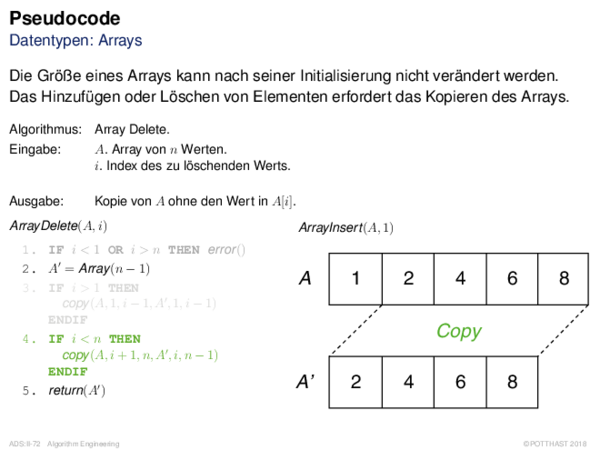 Pseudocode
Datentypen: Arrays
Die Größe eines Arrays kann nach seiner Initialisierung nicht verändert werden.
Das Hinzufügen oder Löschen von Elementen erfordert das Kopieren des Arrays.
Algorithmus: Array Delete.
Eingabe: A. Array von n Werten.
i. Index des zu löschenden Werts.
Ausgabe: Kopie von A ohne den Wert in A[i].
ArrayDelete(A, i)
1. IF i < 1 OR i > n THEN error()
2. A′ = Array(n − 1)
3. IF i > 1 THEN
copy(A, 1, i − 1, A′, 1, i − 1)
ENDIF
4. IF i < n THEN
copy(A, i + 1, n, A′, i, n − 1)
ENDIF
5. return(A′)
ArrayInsert(A, 1)
A 1 2 4 6 8
Copy
A' 2 4 6 8
ADS:II-72 Algorithm Engineering ©POTTHAST 2018